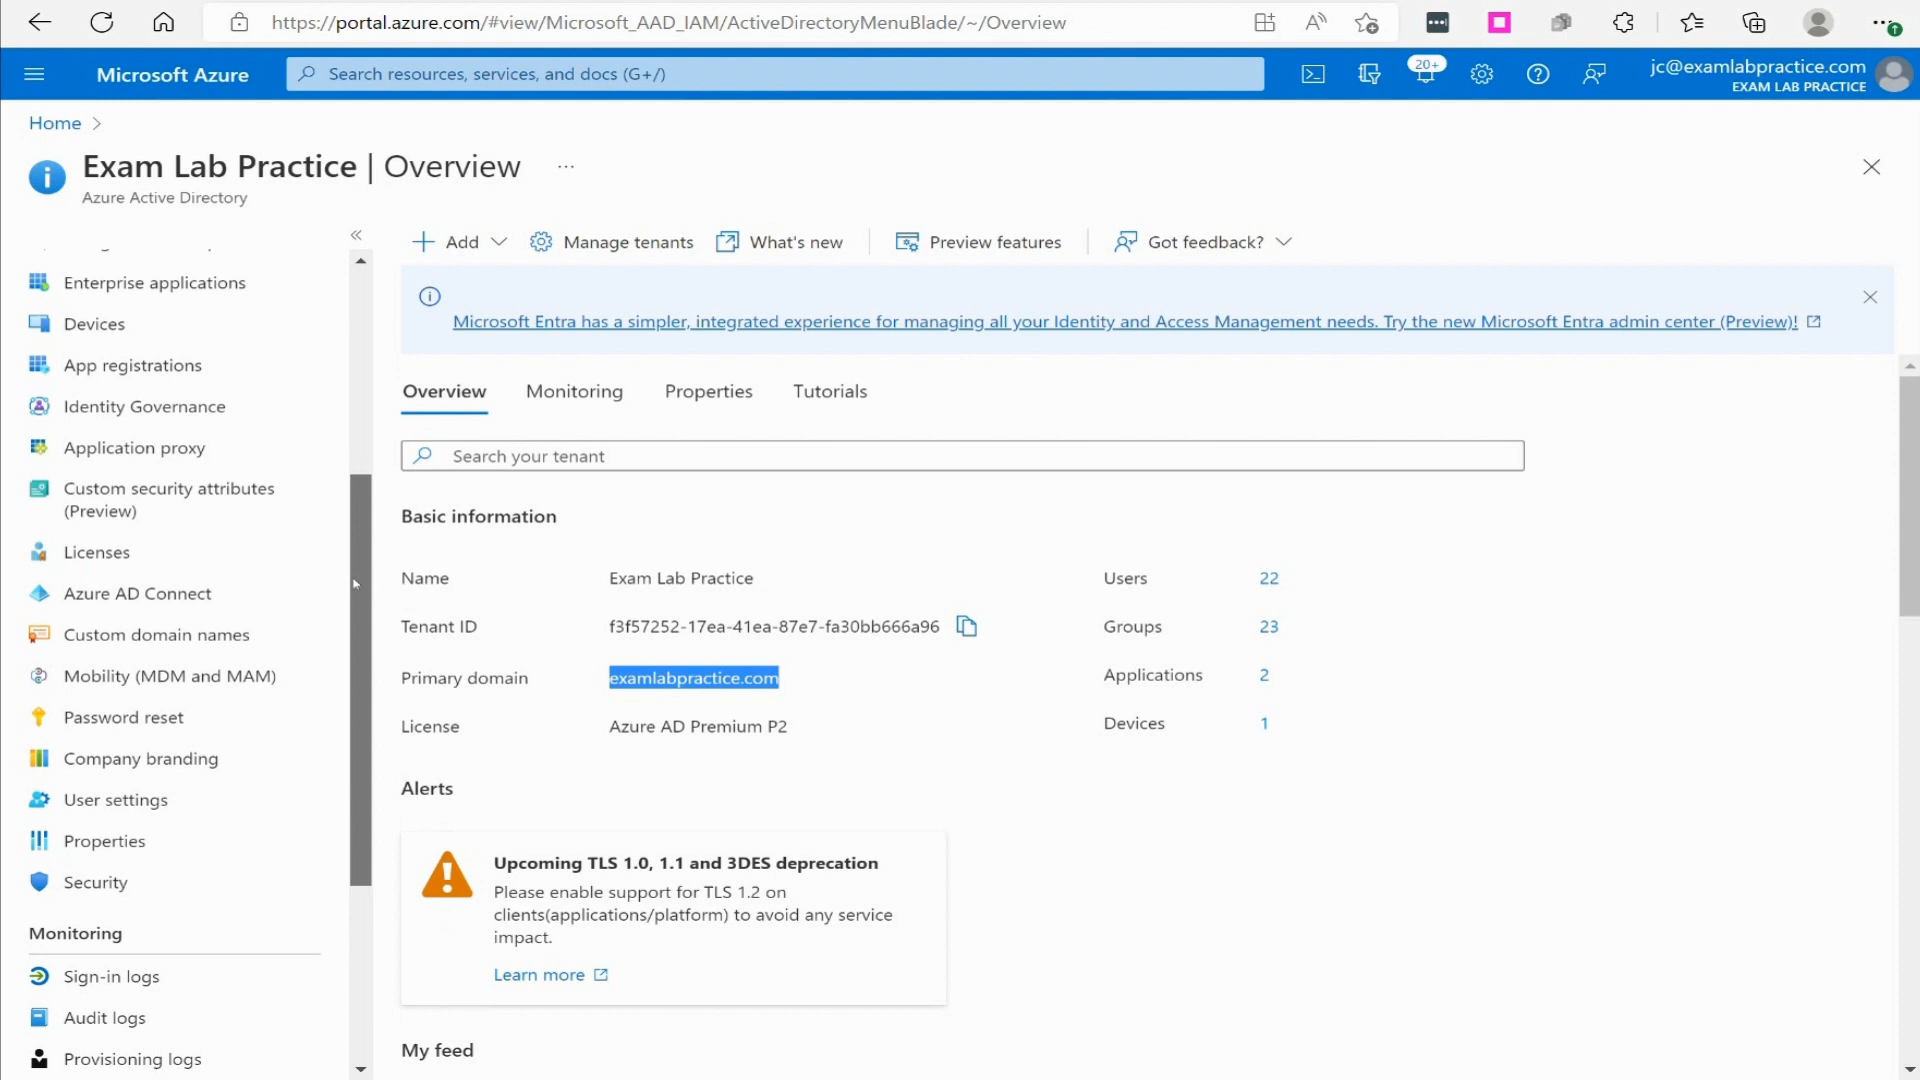 https://portal.azure.com/#view/Microsoft_AAD_IAM/ActiveDirectoryMenuBlade/~/Overview
Microsoft Azure
Search resources, services, and docs (G+/)
20+
jc@examlabpractice.com
EXAM LAB PRACTICE
Home
Exam Lab Practice | Overview
Azure Active Directory
Enterprise applications
Devices
App registrations
Identity Governance
Application proxy
Custom security attributes
(Preview)
Licenses
Azure AD Connect
Custom domain names
Mobility (MDM and MAM)
Password reset
Company branding
User settings
Properties
Security
Monitoring
Sign-in logs
Audit logs
Provisioning logs
Add
Manage tenants
What's new
Preview features
Got feedback?
Microsoft Entra has a simpler, integrated experience for managing all your Identity and Access Management needs. Try the new Microsoft Entra admin center (Preview)!
Overview
Monitoring
Properties
Tutorials
Search your tenant
Basic information
Name Exam Lab Practice
Tenant ID f3f57252-17ea-41ea-87e7-fa30bb666a96
Primary domain examlabpractice.com
License Azure AD Premium P2
Users 22
Groups 23
Applications 2
Devices 1
Alerts
Upcoming TLS 1.0, 1.1 and 3DES deprecation
Please enable support for TLS 1.2 on
clients(applications/platform) to avoid any service
impact.
Learn more
My feed